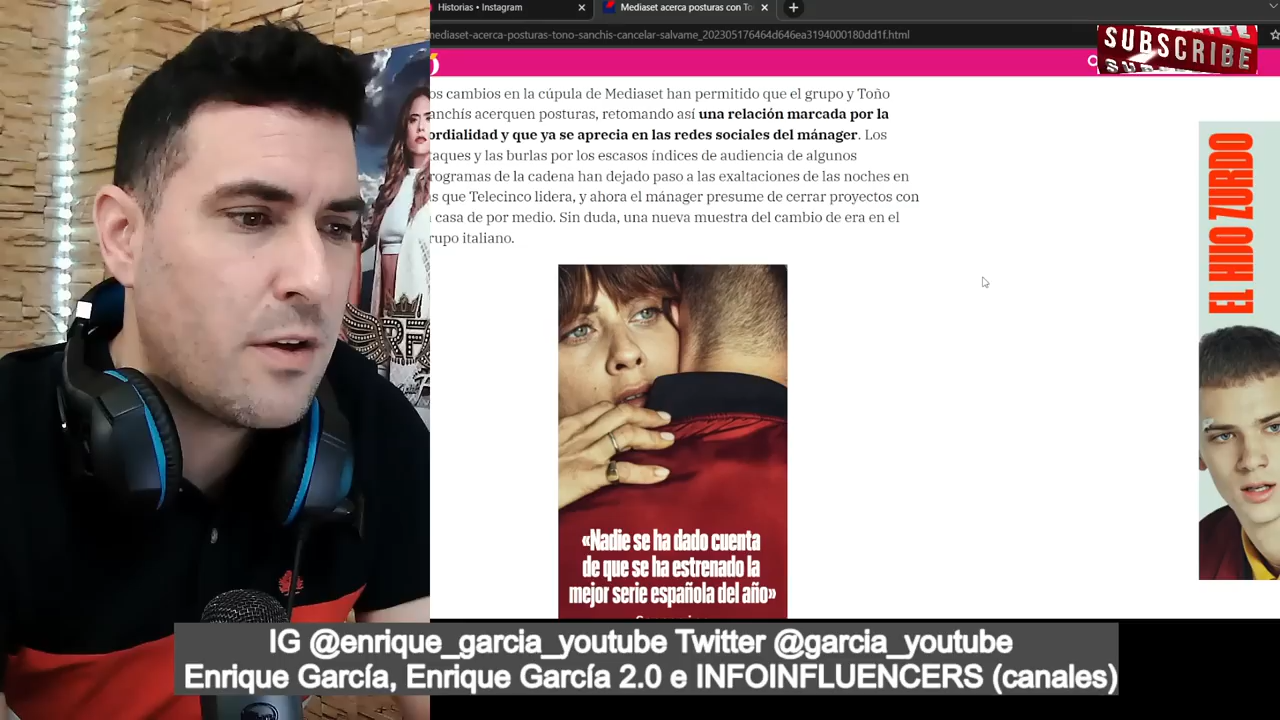 Historias • Instagram
Mediaset acerca posturas con To
mediaset-acerca-posturas-tono-sanchis-cancelar-salvame_202305176464d646ea3194000180dd1f.html
SUBSCRIBE
os cambios en la cúpula de Mediaset han permitido que el grupo y Toño
anchís acerquen posturas, retomando así una relación marcada por la
ordialidad y que ya se aprecia en las redes sociales del mánager. Los
aques y las burlas por los escasos índices de audiencia de algunos
rogramas de la cadena han dejado paso a las exaltaciones de las noches en
s que Telecinco lidera, y ahora el mánager presume de cerrar proyectos con
casa de por medio. Sin duda, una nueva muestra del cambio de era en el
rupo italiano.
EL HIJO ZURDO
«Nadie se ha dado cuenta
de que se ha estrenado la
mejor serie española del año»
IG @enrique_garcia_youtube Twitter @garcia_youtube
Enrique García, Enrique García 2.0 e INFOINFLUENCERS (canales)